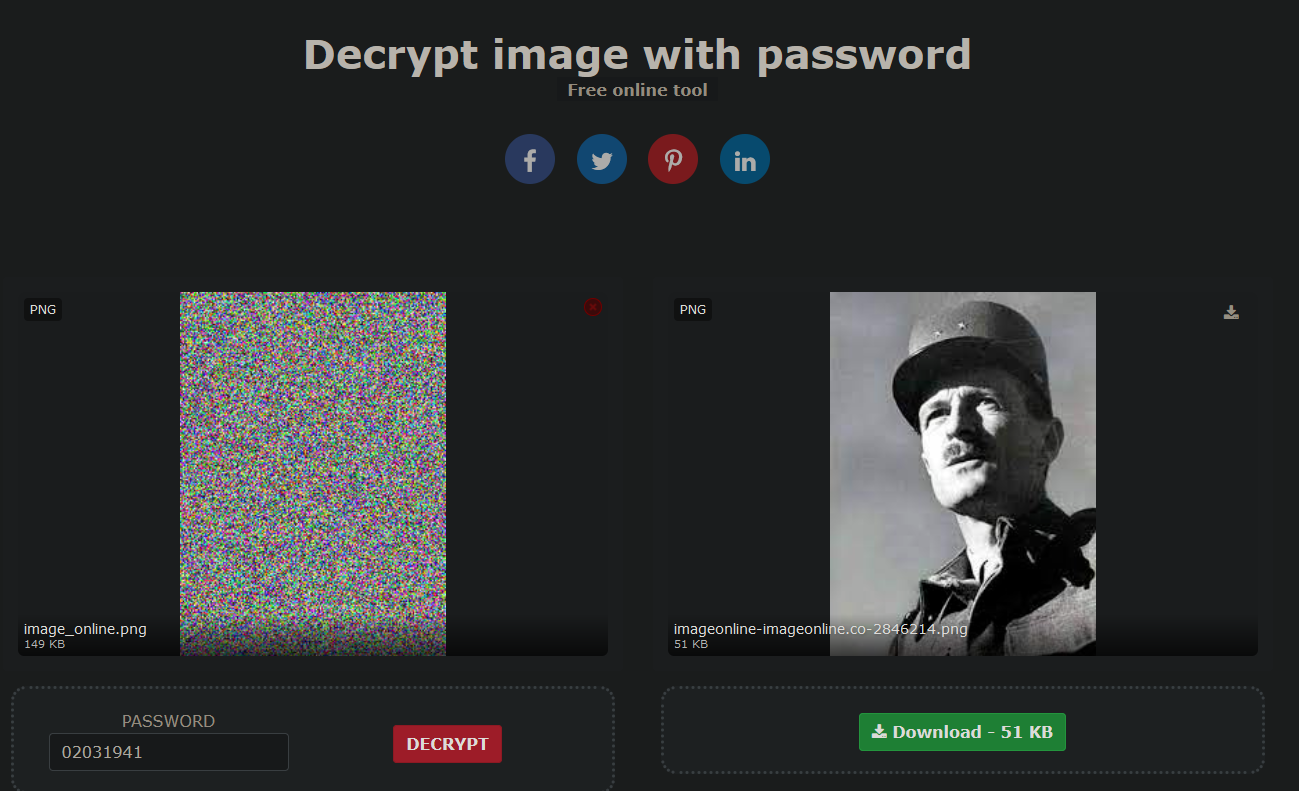 Decrypt image with password
Free online tool
PNG
image_online.png
149 KB
PNG
imageonline-imageonline.co-2846214.png
51 KB
PASSWORD
02031941
DECRYPT
Download - 51 KB